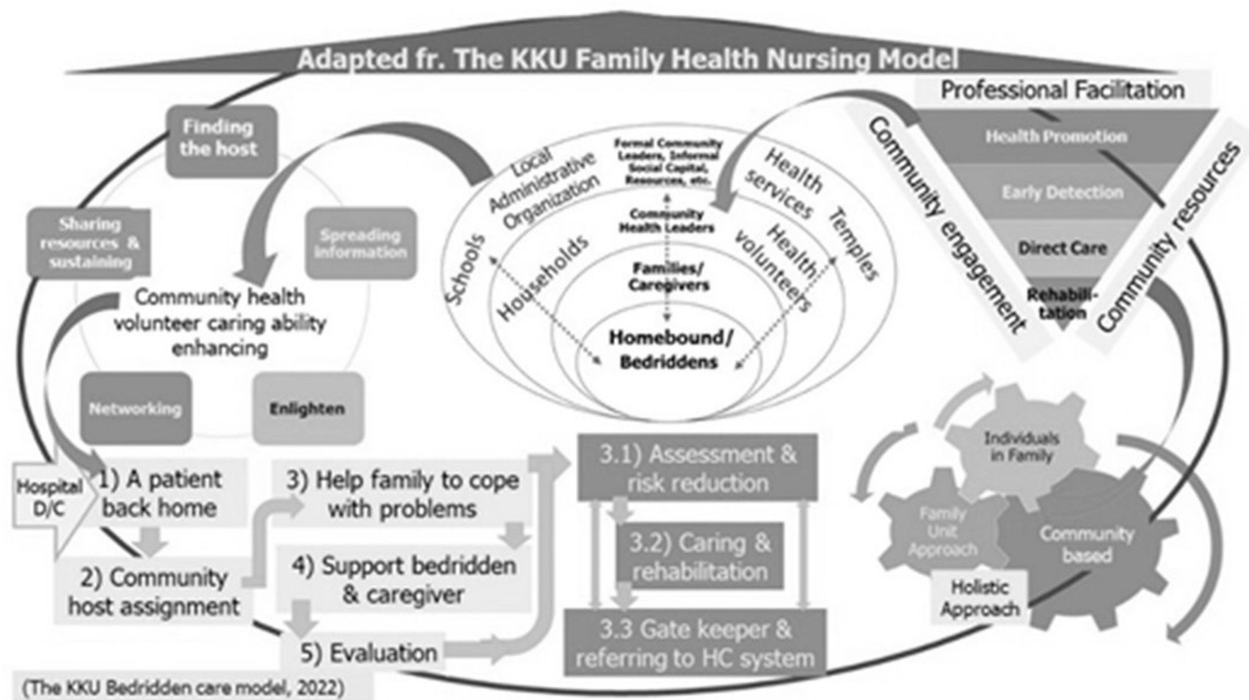 Adapted fr. The KKU Family Health Nursing Model
Finding
the host
Sharing
resources &
sustaining
Spreading
information
Community health
volunteer caring ability
enhancing
Networking
Enlighten
Local
Administrative
Organization
Formal Community
Leaders, Informal
Social Capital,
Resources, etc.
Health
services
Temples
Schools
Households
Community
Health Leaders
Health
volunteers
Families/
Caregivers
Homebound/
Bedriddens
Professional Facilitation
Community engagement
Community resources
Health Promotion
Early Detection
Direct Care
Rehabili-
tation
Individuals
in Family
Family
Unit
Approach
Community
based
Holistic
Approach
Hospital
D/C
1) A patient
back home
2) Community
host assignment
3) Help family to cope
with problems
4) Support bedridden
& caregiver
5) Evaluation
3.1) Assessment &
risk reduction
3.2) Caring &
rehabilitation
3.3 Gate keeper &
referring to HC system
(The KKU Bedridden care model, 2022)